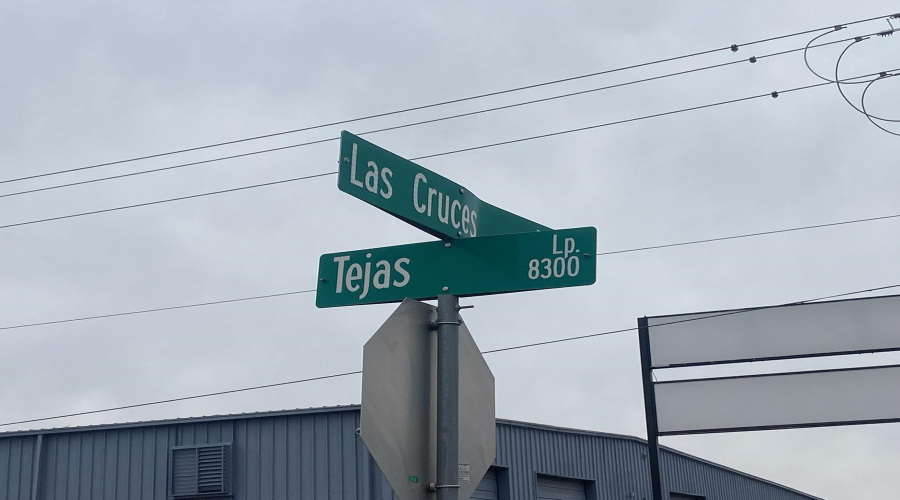 Las Cruces
Tejas Lp.
8300